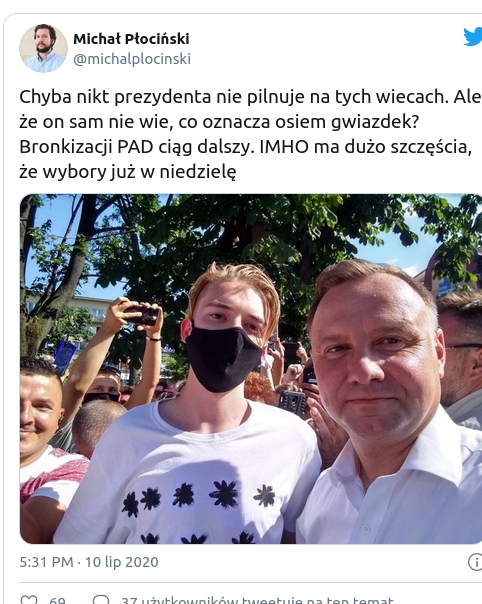 Michał Płociński
@michalplocinski
Chyba nikt prezydenta nie pilnuje na tych wiecach. Ale
że on sam nie wie, co oznacza osiem gwiazdek?
Bronkizacji PAD ciąg dalszy. IMHO ma dużo szczęścia,
że wybory już w niedzielę
5:31 PM · 10 lip 2020
69 37 użytkowników tweetuje na ten temat